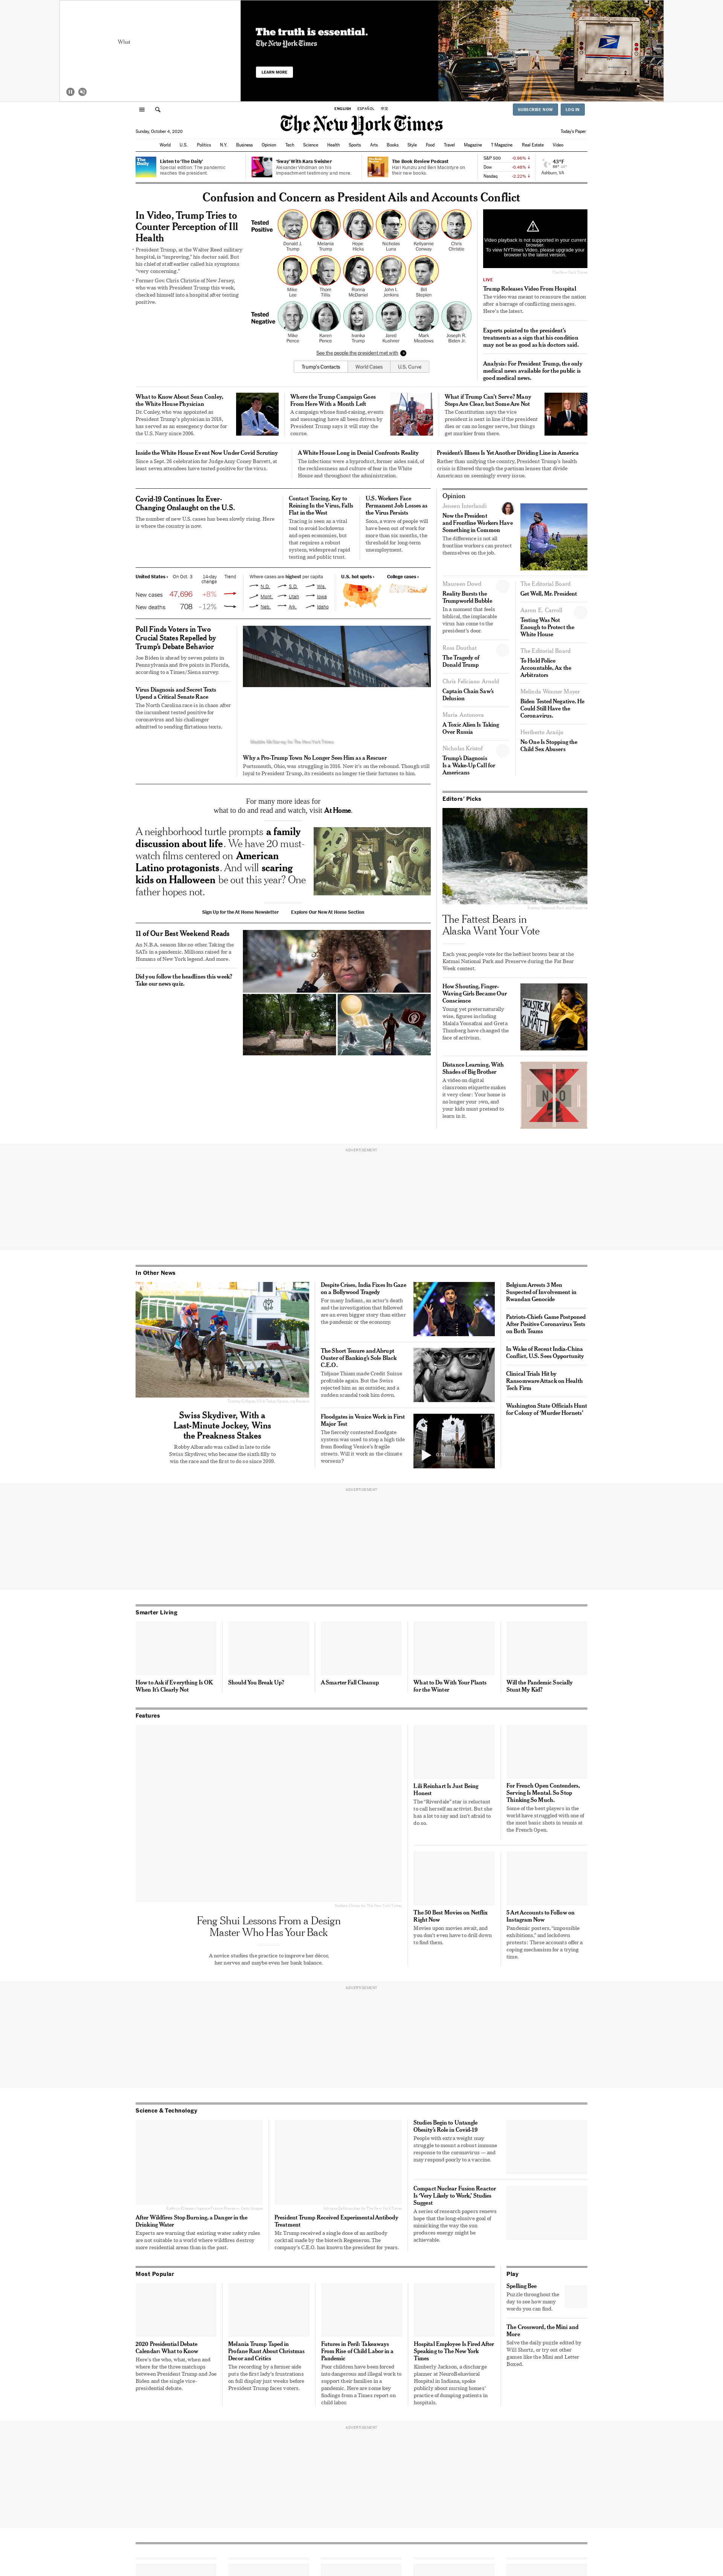 What
The truth is essential.
The New York Times
LEARN MORE
ENGLISH ESPAÑOL 中文
SUBSCRIBE NOW LOG IN
The New York Times
Sunday, October 4, 2020
Today's Paper
World U.S. Politics N.Y. Business Opinion Tech Science Health Sports Arts Books Style Food Travel Magazine T Magazine Real Estate Video
The Daily
Listen to 'The Daily'
Special edition: The pandemic
reaches the president.
'Sway' With Kara Swisher
Alexander Vindman on his
impeachment testimony and more.
The Book Review Podcast
Hari Kunzru and Ben Macintyre on
their new books.
S&P 500 -0.96% ↓
Dow -0.48% ↓
Nasdaq -2.22% ↓
43°F
Ashburn, VA
Confusion and Concern as President Ails and Accounts Conflict
In Video, Trump Tries to
Counter Perception of Ill
Health
President Trump, at the Walter Reed military
hospital, is "improving," his doctor said. But
his chief of staff earlier called his symptoms
"very concerning."
Former Gov. Chris Christie of New Jersey,
who was with President Trump this week,
checked himself into a hospital after testing
positive.
Tested
Positive
Donald J.
Trump
Melania
Trump
Hope
Hicks
Nicholas
Luna
Kellyanne
Conway
Chris
Christie
Mike
Lee
Thom
Tillis
Ronna
McDaniel
John I.
Jenkins
Bill
Stepien
Tested
Negative
Mike
Pence
Karen
Pence
Ivanka
Trump
Jared
Kushner
Mark
Meadows
Joseph R.
Biden Jr.
See the people the president met with
Trump's Contacts World Cases U.S. Curve
Video playback is not supported in your current
browser.
To view NYTimes Video, please upgrade your
browser to the latest version.
The New York Times
LIVE
Trump Releases Video From Hospital
The video was meant to reassure the nation
after a barrage of conflicting messages.
Here's the latest.
Experts pointed to the president's
treatments as a sign that his condition
may not be as good as his doctors said.
Analysis: For President Trump, the only
medical news available for the public is
good medical news.
What to Know About Sean Conley,
the White House Physician
Dr. Conley, who was appointed as
President Trump's physician in 2018,
has served as an emergency doctor for
the U.S. Navy since 2006.
Where the Trump Campaign Goes
From Here With a Month Left
A campaign whose fund-raising, events
and messaging have all been driven by
President Trump says it will stay the
course.
What if Trump Can't Serve? Many
Steps Are Clear, but Some Are Not
The Constitution says the vice
president is next in line if the president
dies or can no longer serve, but things
get murkier from there.
Inside the White House Event Now Under Covid Scrutiny
Since a Sept. 26 celebration for Judge Amy Coney Barrett, at
least seven attendees have tested positive for the virus.
A White House Long in Denial Confronts Reality
The infections were a byproduct, former aides said, of
the recklessness and culture of fear in the White
House and throughout the administration.
President's Illness Is Yet Another Dividing Line in America
Rather than unifying the country, President Trump's health
crisis is filtered through the partisan lenses that divide
Americans on seemingly every issue.
Covid-19 Continues Its Ever-
Changing Onslaught on the U.S.
The number of new U.S. cases has been slowly rising. Here
is where the country is now.
Contact Tracing, Key to
Reining In the Virus, Falls
Flat in the West
Tracing is seen as a vital
tool to avoid lockdowns
and open economies, but
that requires a robust
system, widespread rapid
testing and public trust.
U.S. Workers Face
Permanent Job Losses as
the Virus Persists
Soon, a wave of people will
have been out of work for
more than six months, the
threshold for long-term
unemployment.
United States › On Oct. 3 14-day
change Trend
New cases 47,696 +8%
New deaths 708 −12%
Where cases are highest per capita
N.D. S.D. Wis.
Mont. Utah Iowa
Neb. Ark. Idaho
U.S. hot spots ›
College cases ›
Poll Finds Voters in Two
Crucial States Repelled by
Trump's Debate Behavior
Joe Biden is ahead by seven points in
Pennsylvania and five points in Florida,
according to a Times/Siena survey.
Virus Diagnosis and Secret Texts
Upend a Critical Senate Race
The North Carolina race is in chaos after
the incumbent tested positive for
coronavirus and his challenger
admitted to sending flirtatious texts.
Maddie McGarvey for The New York Times
Why a Pro-Trump Town No Longer Sees Him as a Rescuer
Portsmouth, Ohio, was struggling in 2016. Now it's on the rebound. Though still
loyal to President Trump, its residents no longer tie their fortunes to him.
For many more ideas for
what to do and read and watch, visit At Home.
A neighborhood turtle prompts a family
discussion about life. We have 20 must-
watch films centered on American
Latino protagonists. And will scaring
kids on Halloween be out this year? One
father hopes not.
Sign Up for the At Home Newsletter Explore Our New At Home Section
11 of Our Best Weekend Reads
An N.B.A. season like no other. Taking the
SATs in a pandemic. Millions raised for a
Humans of New York legend. And more.
Did you follow the headlines this week?
Take our news quiz.
Opinion
Jeneen Interlandi
Now the President
and Frontline Workers Have
Something in Common
The difference is not all
frontline workers can protect
themselves on the job.
Maureen Dowd
Reality Bursts the
Trumpworld Bubble
In a moment that feels
biblical, the implacable
virus has come to the
president's door.
Ross Douthat
The Tragedy of
Donald Trump
Chris Feliciano Arnold
Captain Chain Saw's
Delusion
Maria Antonova
A Toxic Alien Is Taking
Over Russia
Nicholas Kristof
Trump's Diagnosis
Is a Wake-Up Call for
Americans
The Editorial Board
Get Well, Mr. President
Aaron E. Carroll
Testing Was Not
Enough to Protect the
White House
The Editorial Board
To Hold Police
Accountable, Ax the
Arbitrators
Melinda Wenner Moyer
Biden Tested Negative. He
Could Still Have the
Coronavirus.
Heriberto Araújo
No One Is Stopping the
Child Sex Abusers
Editors' Picks
The Fattest Bears in
Alaska Want Your Vote
Each year, people vote for the heftiest brown bear at the
Katmai National Park and Preserve during the Fat Bear
Week contest.
How Shouting, Finger-
Waving Girls Became Our
Conscience
Young yet preternaturally
wise, figures including
Malala Yousafzai and Greta
Thunberg have changed the
face of activism.
Distance Learning, With
Shades of Big Brother
A video on digital
classroom etiquette makes
it very clear: Your home is
no longer your own, and
your kids must pretend to
learn in it.
NO
ADVERTISEMENT
In Other News
Swiss Skydiver, With a
Last-Minute Jockey, Wins
the Preakness Stakes
Robby Albarado was called in late to ride
Swiss Skydiver, who became the sixth filly to
win the race and the first to do so since 2009.
Despite Crises, India Fixes Its Gaze
on a Bollywood Tragedy
For many Indians, an actor's death
and the investigation that followed
are an even bigger story than either
the pandemic or the economy.
The Short Tenure and Abrupt
Ouster of Banking's Sole Black
C.E.O.
Tidjane Thiam made Credit Suisse
profitable again. But the Swiss
rejected him as an outsider, and a
sudden scandal took him down.
Floodgates in Venice Work in First
Major Test
The fiercely contested floodgate
system was used to stop a high tide
from flooding Venice's fragile
streets. Will it work as the climate
worsens?
Belgium Arrests 3 Men
Suspected of Involvement in
Rwandan Genocide
Patriots-Chiefs Game Postponed
After Positive Coronavirus Tests
on Both Teams
In Wake of Recent India-China
Conflict, U.S. Sees Opportunity
Clinical Trials Hit by
Ransomware Attack on Health
Tech Firm
Washington State Officials Hunt
for Colony of 'Murder Hornets'
ADVERTISEMENT
Smarter Living
How to Ask if Everything Is OK
When It's Clearly Not
Should You Break Up?
A Smarter Fall Cleanup
What to Do With Your Plants
for the Winter
Will the Pandemic Socially
Stunt My Kid?
Features
Feng Shui Lessons From a Design
Master Who Has Your Back
A novice studies the practice to improve her décor,
her nerves and maybe even her bank balance.
Lili Reinhart Is Just Being
Honest
The "Riverdale" star is reluctant
to call herself an activist. But she
has a lot to say and isn't afraid to
do so.
For French Open Contenders,
Serving Is Mental. So Stop
Thinking So Much.
Some of the best players in the
world have struggled with one of
the most basic shots in tennis at
the French Open.
The 50 Best Movies on Netflix
Right Now
Movies upon movies await, and
you don't even have to drill down
to find them.
5 Art Accounts to Follow on
Instagram Now
Pandemic posters, "impossible
exhibitions," and lockdown
protests: These accounts offer a
coping mechanism for a trying
time.
ADVERTISEMENT
Science & Technology
After Wildfires Stop Burning, a Danger in the
Drinking Water
Experts are warning that existing water safety rules
are not suitable to a world where wildfires destroy
more residential areas than in the past.
President Trump Received Experimental Antibody
Treatment
Mr. Trump received a single dose of an antibody
cocktail made by the biotech Regeneron. The
company's C.E.O. has known the president for years.
Studies Begin to Untangle
Obesity's Role in Covid-19
People with extra weight may
struggle to mount a robust immune
response to the coronavirus — and
may respond poorly to a vaccine.
Compact Nuclear Fusion Reactor
Is 'Very Likely to Work,' Studies
Suggest
A series of research papers renews
hope that the long-elusive goal of
mimicking the way the sun
produces energy might be
achievable.
Most Popular
2020 Presidential Debate
Calendar: What to Know
Here's the who, what, when and
where for the three matchups
between President Trump and Joe
Biden and the single vice-
presidential debate.
Melania Trump Taped in
Profane Rant About Christmas
Decor and Critics
The recording by a former aide
puts the first lady's frustrations
on full display just weeks before
President Trump faces voters.
Futures in Peril: Takeaways
From Rise of Child Labor in a
Pandemic
Poor children have been forced
into dangerous and illegal work to
support their families in a
pandemic. Here are some key
findings from a Times report on
child labor.
Hospital Employee Is Fired After
Speaking to The New York
Times
Kimberly Jackson, a discharge
planner at NeuroBehavioral
Hospital in Indiana, spoke
publicly about nursing homes'
practice of dumping patients in
hospitals.
Play
Spelling Bee
Puzzle throughout the
day to see how many
words you can find.
The Crossword, the Mini and
More
Solve the daily puzzle edited by
Will Shortz, or try out other
games like the Mini and Letter
Boxed.
ADVERTISEMENT